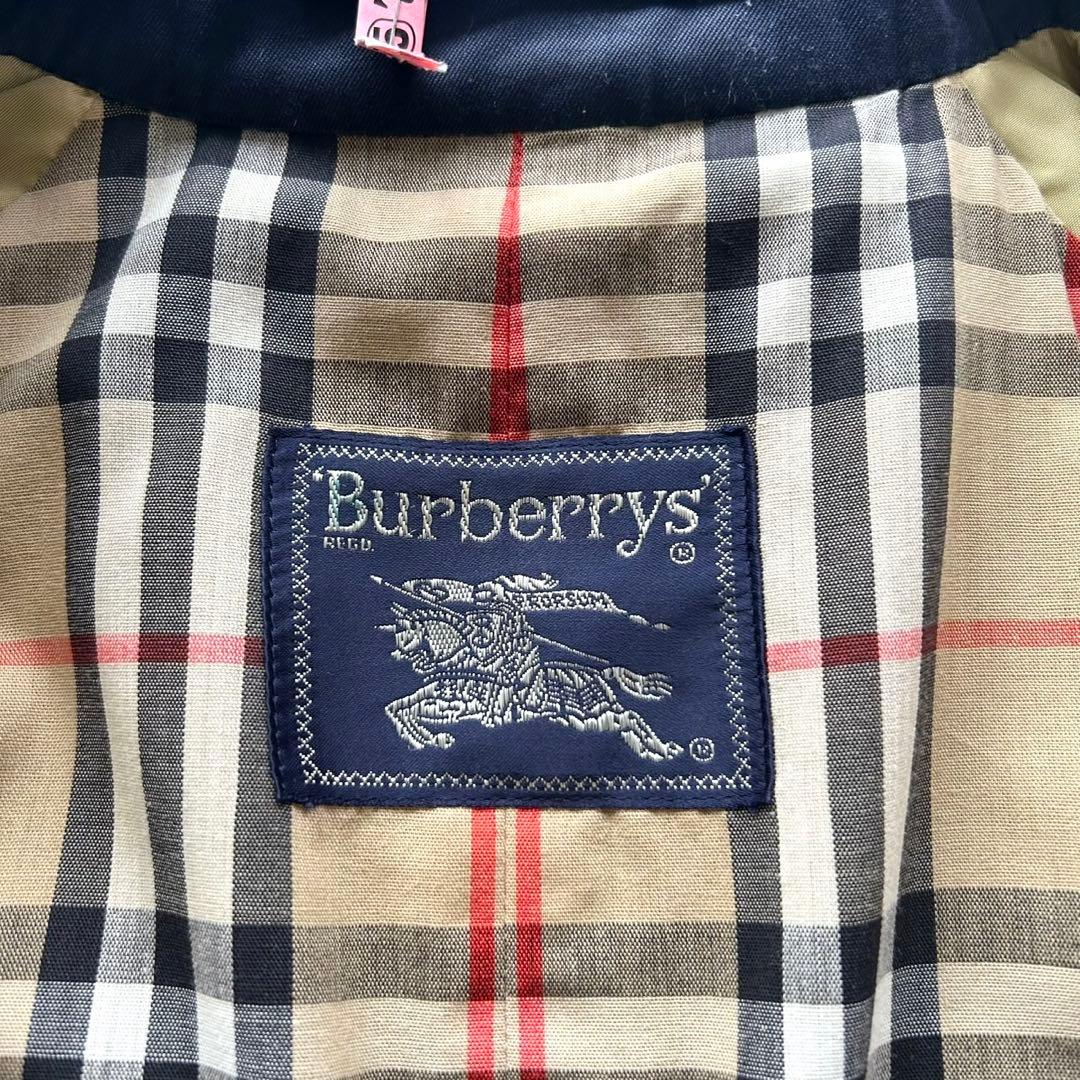 'Burberrys'
REGD. ®
PRORSUM
®